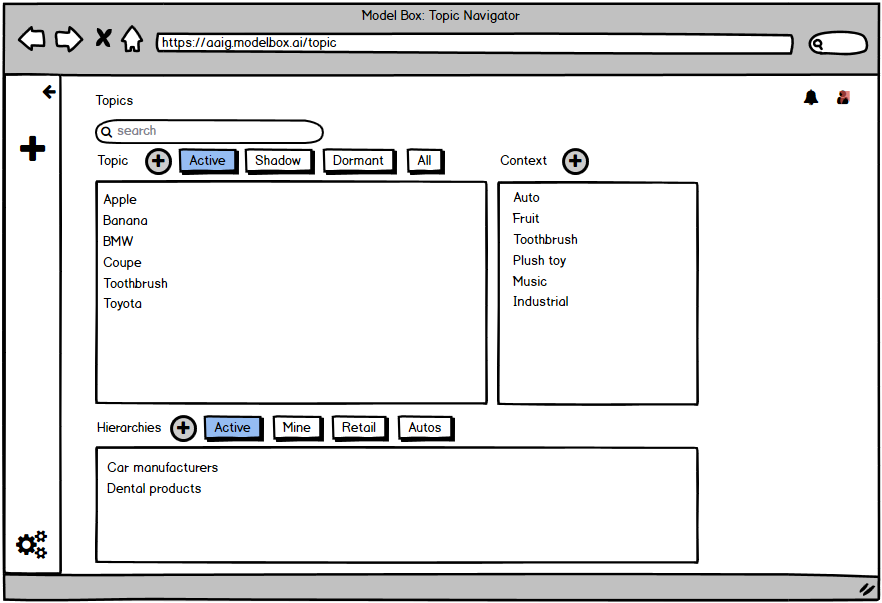 Model Box: Topic Navigator
https://aaig.modelbox.ai/topic
Topics
search
Topic Active Shadow Dormant All Context
Apple
Banana
BMW
Coupe
Toothbrush
Toyota
Auto
Fruit
Toothbrush
Plush toy
Music
Industrial
Hierarchies Active Mine Retail Autos
Car manufacturers
Dental products